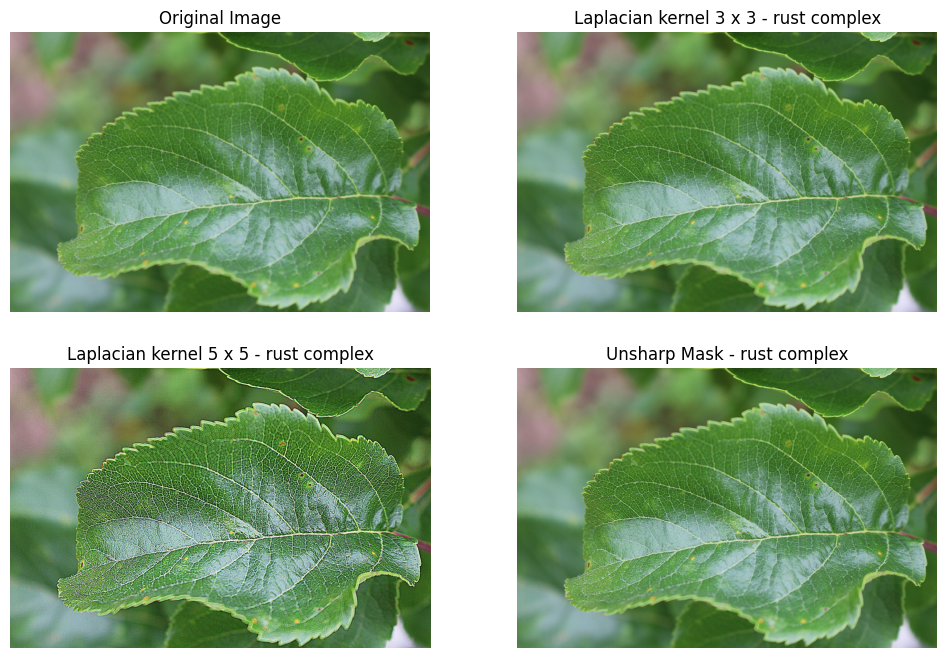 Original Image
Laplacian kernel 3 x 3 - rust complex
Laplacian kernel 5 x 5 - rust complex
Unsharp Mask - rust complex